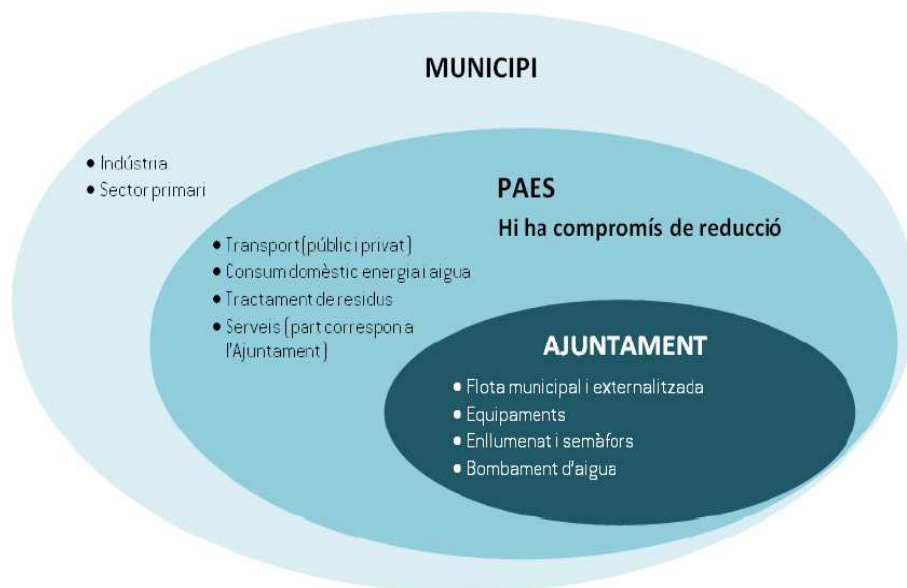 MUNICIPI
• Indústria
• Sector primari
PAES
Hi ha compromís de reducció
• Transport (públic i privat)
• Consum domèstic energia i aigua
• Tractament de residus
• Serveis (part correspon a
l'Ajuntament)
AJUNTAMENT
• Flota municipal i externalitzada
• Equipaments
• Enllumenat i semàfors
• Bombament d'aigua